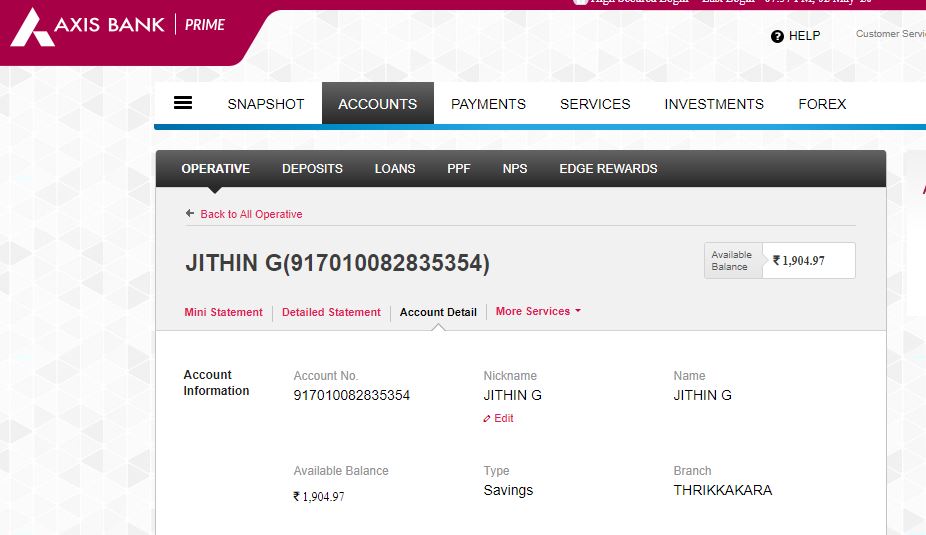 AXIS BANK | PRIME
HELP
Customer Servi
SNAPSHOT ACCOUNTS PAYMENTS SERVICES INVESTMENTS FOREX
OPERATIVE DEPOSITS LOANS PPF NPS EDGE REWARDS
Back to All Operative
JITHIN G(917010082835354)
Available
Balance
₹ 1,904.97
Mini Statement Detailed Statement Account Detail More Services
Account
Information
Account No. Nickname Name
917010082835354 JITHIN G JITHIN G
Edit
Available Balance Type Branch
₹ 1,904.97 Savings THRIKKAKARA